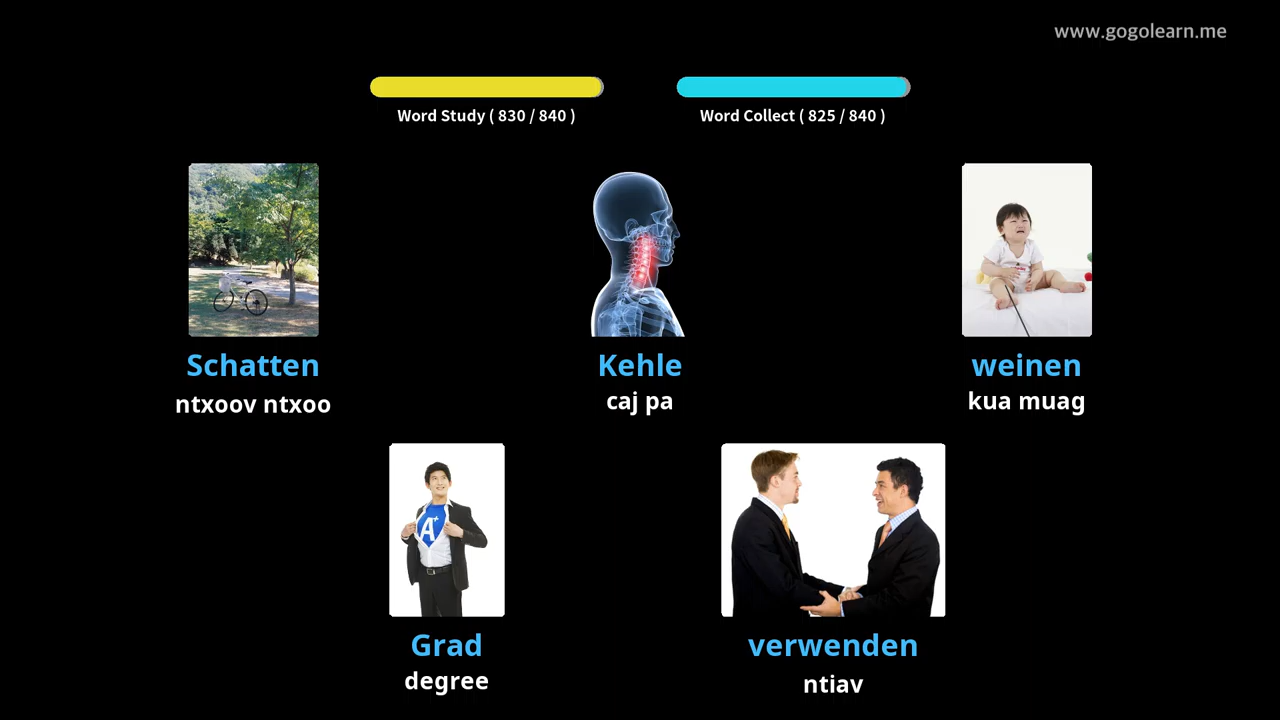 www.gogolearn.me
Word Study ( 830 / 840 )
Word Collect ( 825 / 840 )
Schatten
ntxoov ntxoo
Kehle
caj pa
weinen
kua muag
A+
Grad
degree
verwenden
ntiav